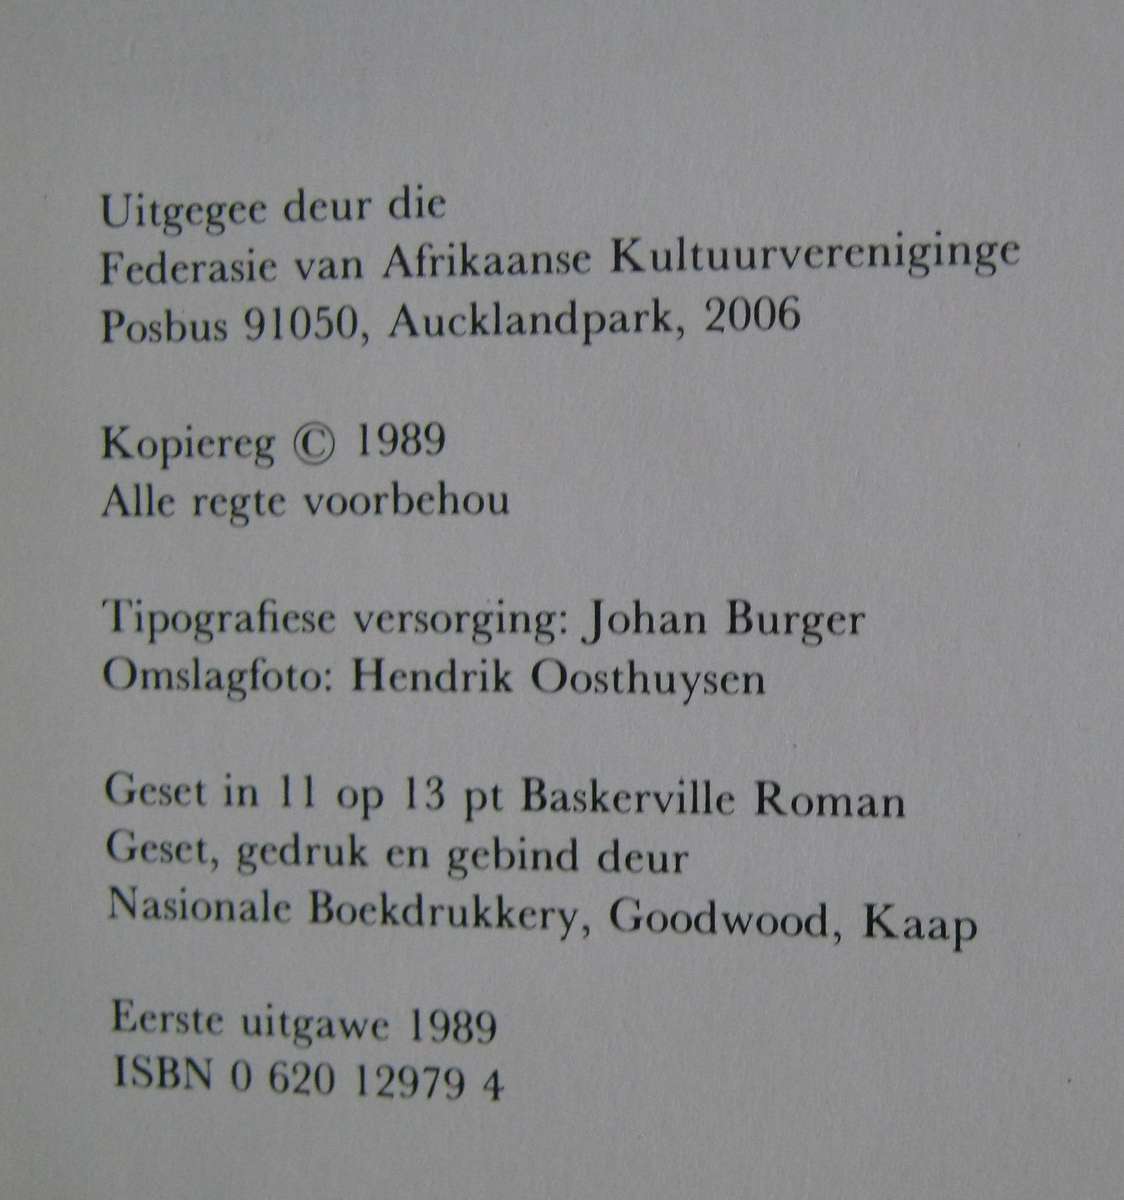 Uitgegee deur die
Federasie van Afrikaanse Kultuurvereniginge
Posbus 91050, Aucklandpark, 2006
Kopiereg © 1989
Alle regte voorbehou
Tipografiese versorging: Johan Burger
Omslagfoto: Hendrik Oosthuysen
Geset in 11 op 13 pt Baskerville Roman
Geset, gedruk en gebind deur
Nasionale Boekdrukkery, Goodwood, Kaap
Eerste uitgawe 1989
ISBN 0 620 12979 4